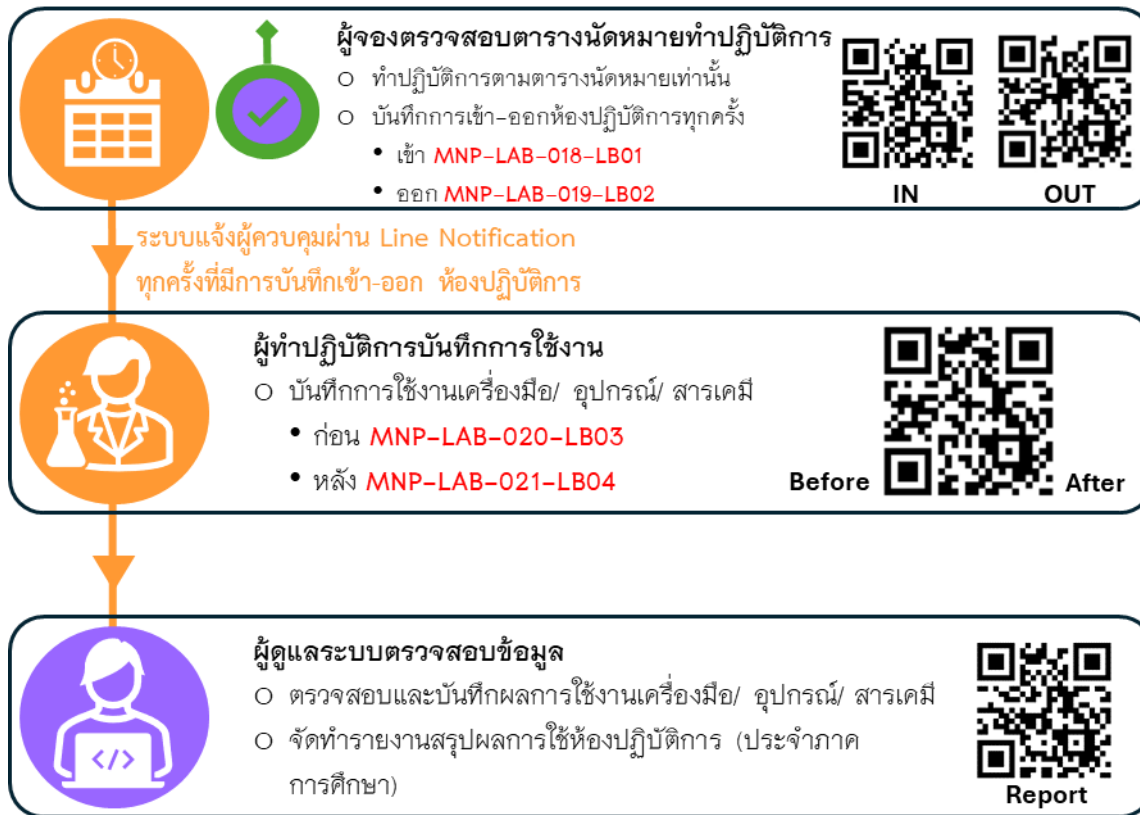 ผู้จองตรวจสอบตารางนัดหมายทำปฏิบัติการ
○ ทำปฏิบัติการตามตารางนัดหมายเท่านั้น
○ บันทึกการเข้า-ออกห้องปฏิบัติการทุกครั้ง
• เข้า MNP-LAB-018-LB01
• ออก MNP-LAB-019-LB02
IN
OUT
ระบบแจ้งผู้ควบคุมผ่าน Line Notification
ทุกครั้งที่มีการบันทึกเข้า-ออก ห้องปฏิบัติการ
ผู้ทำปฏิบัติการบันทึกการใช้งาน
○ บันทึกการใช้งานเครื่องมือ/ อุปกรณ์/ สารเคมี
• ก่อน MNP-LAB-020-LB03
• หลัง MNP-LAB-021-LB04
Before
After
ผู้ดูแลระบบตรวจสอบข้อมูล
○ ตรวจสอบและบันทึกผลการใช้งานเครื่องมือ/ อุปกรณ์/ สารเคมี
○ จัดทำรายงานสรุปผลการใช้ห้องปฏิบัติการ (ประจำภาค
การศึกษา)
</>
Report